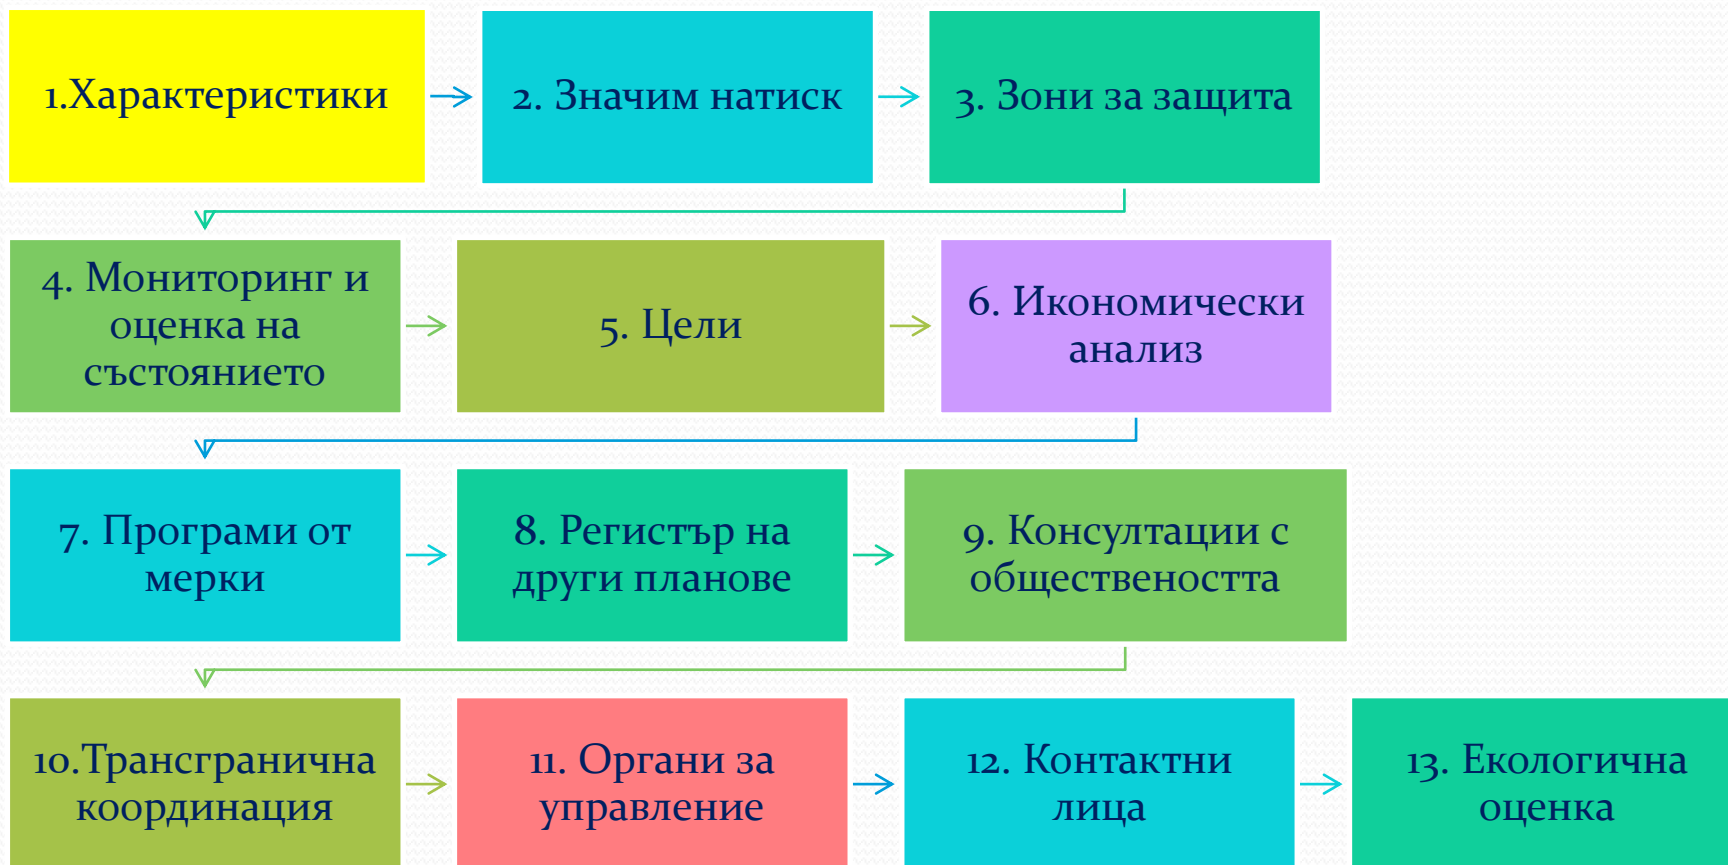 1.Характеристики
2. Значим натиск
3. Зони за защита
4. Мониторинг и
оценка на
състоянието
5. Цели
6. Икономически
анализ
7. Програми от
мерки
8. Регистър на
други планове
9. Консултации с
обществеността
10.Трансгранична
координация
11. Органи за
управление
12. Контактни
лица
13. Екологична
оценка